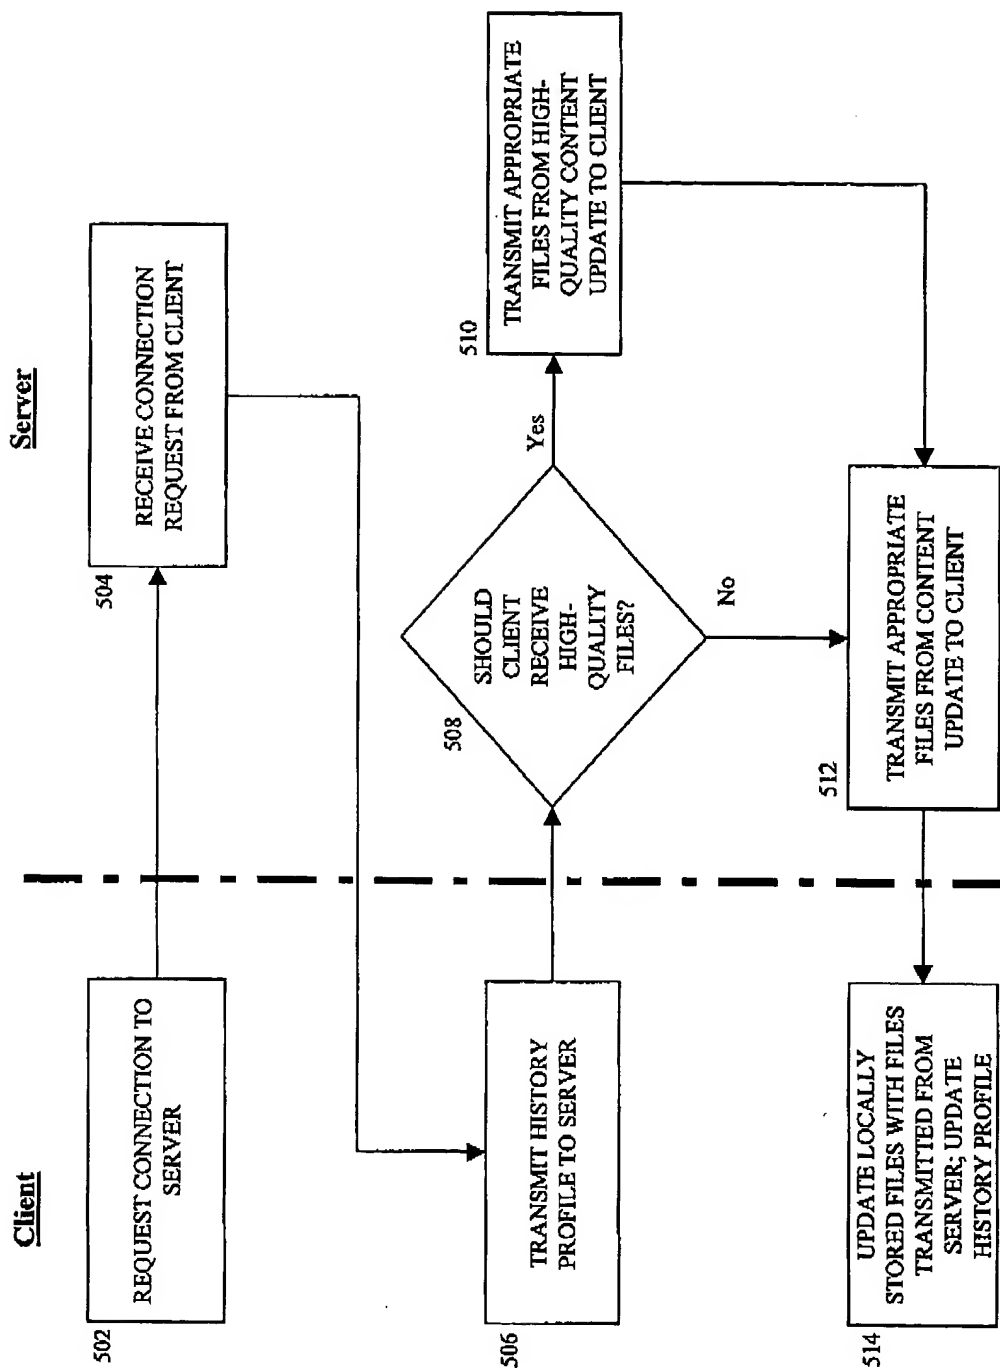 Client
Server
502
REQUEST CONNECTION TO
SERVER
504
RECEIVE CONNECTION
REQUEST FROM CLIENT
506
TRANSMIT HISTORY
PROFILE TO SERVER
508
SHOULD
CLIENT
RECEIVE
HIGH-
QUALITY
FILES?
Yes
No
510
TRANSMIT APPROPRIATE
FILES FROM HIGH-
QUALITY CONTENT
UPDATE TO CLIENT
512
TRANSMIT APPROPRIATE
FILES FROM CONTENT
UPDATE TO CLIENT
514
UPDATE LOCALLY
STORED FILES WITH FILES
TRANSMITTED FROM
SERVER; UPDATE
HISTORY PROFILE